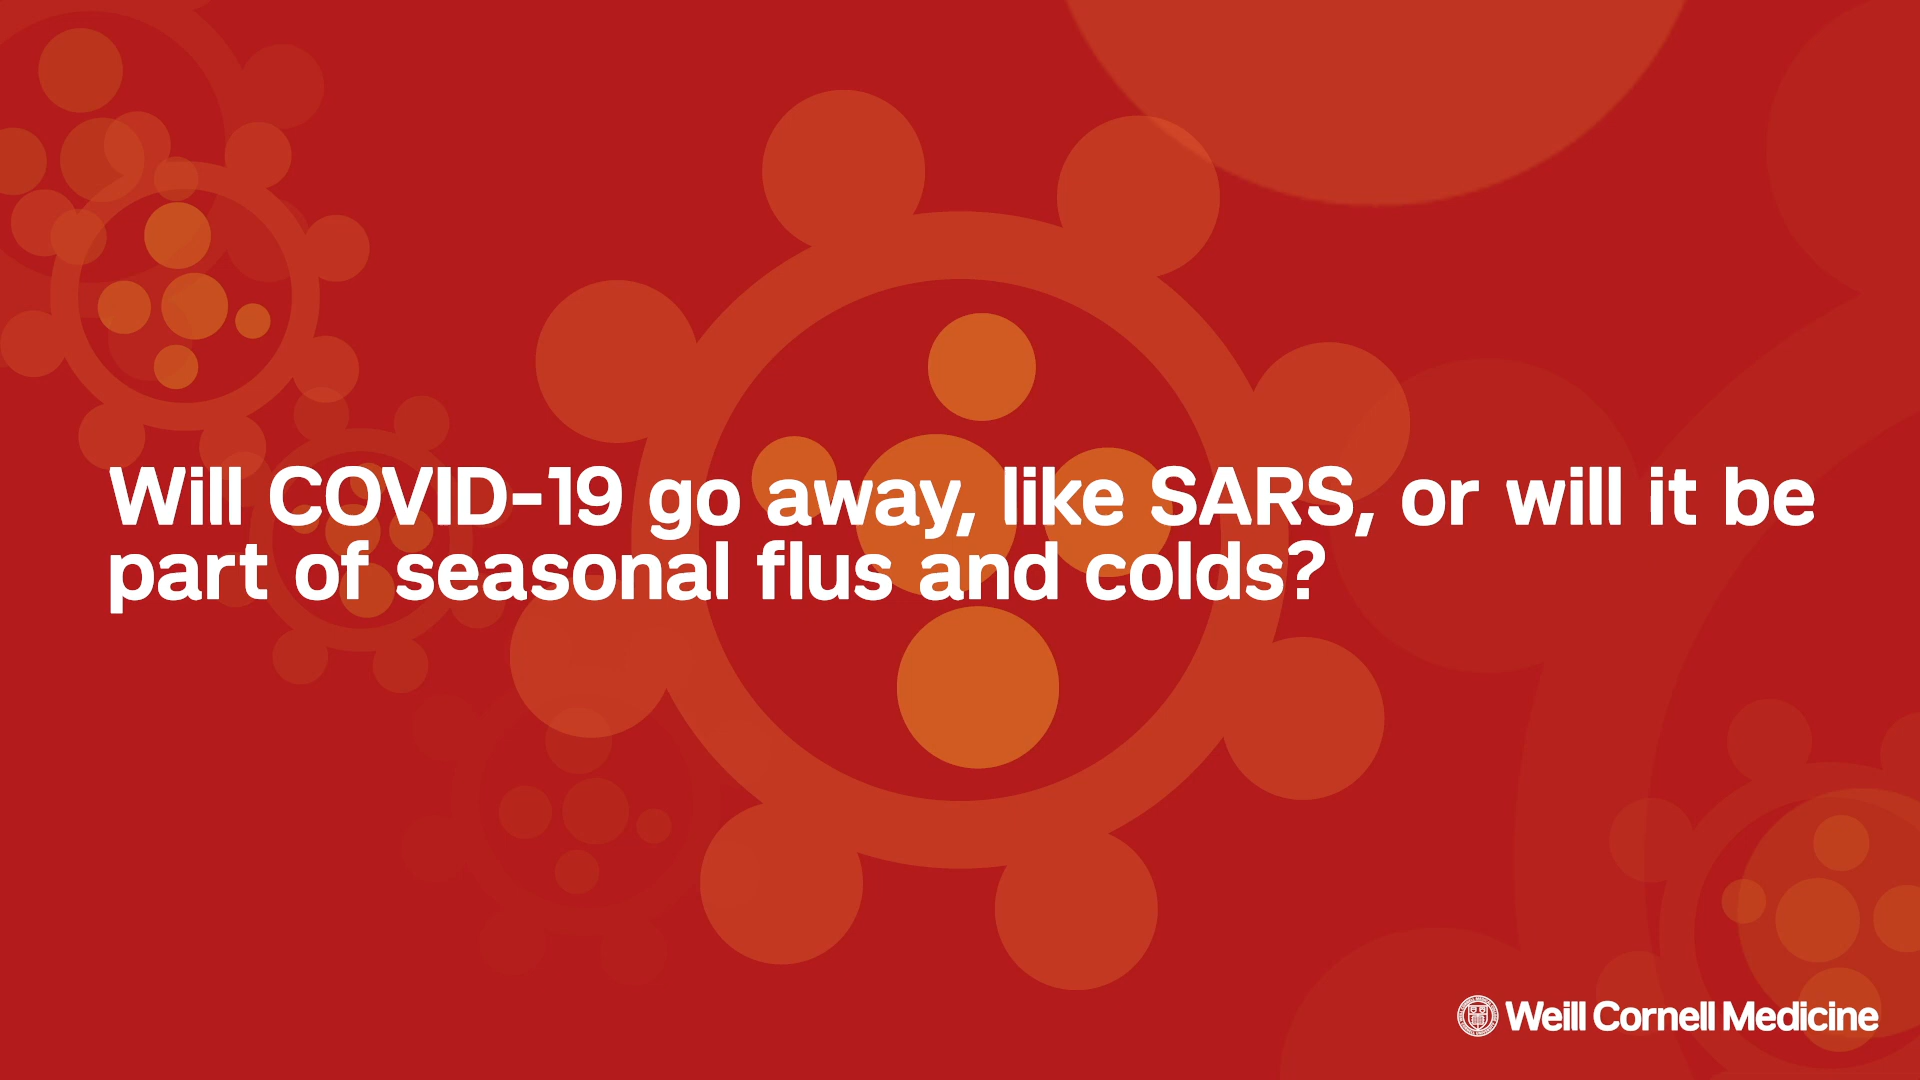 Will COVID-19 go away, like SARS, or will it be
part of seasonal flus and colds?
Weill Cornell Medicine